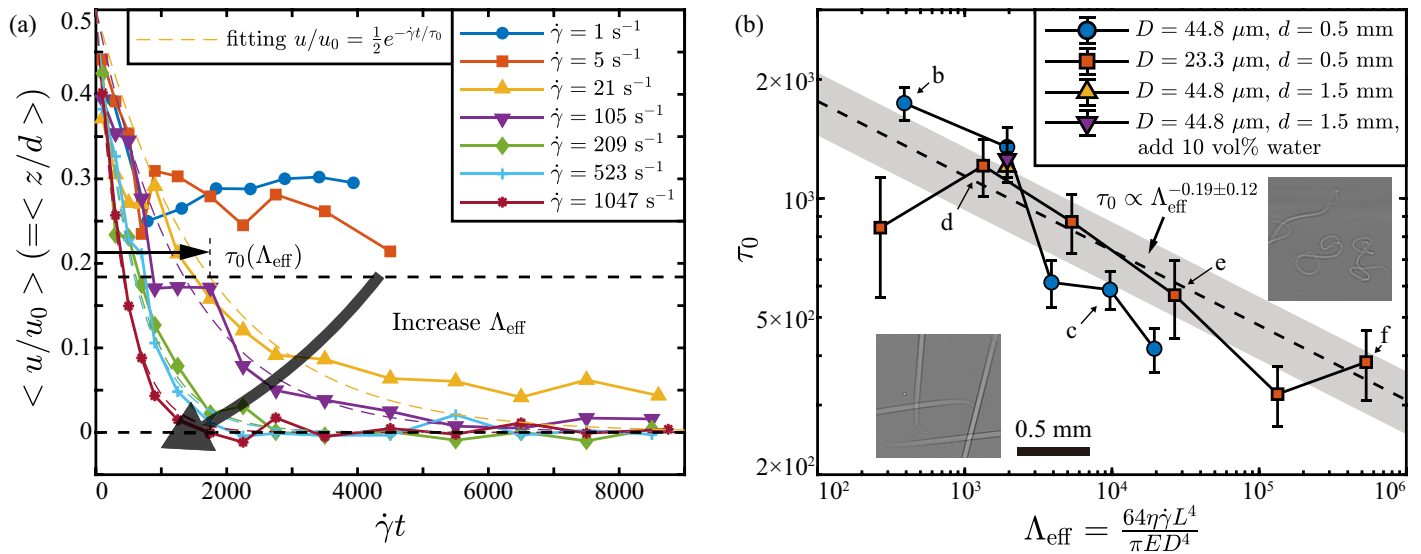 (a)
< u/u₀ > (=< z/d >)
0.5
0.4
0.3
0.2
0.1
0
0 2000 4000 6000 8000
γ̇t
fitting u/u₀ = ½e^{−γ̇t/τ₀}
γ̇ = 1 s⁻¹
γ̇ = 5 s⁻¹
γ̇ = 21 s⁻¹
γ̇ = 105 s⁻¹
γ̇ = 209 s⁻¹
γ̇ = 523 s⁻¹
γ̇ = 1047 s⁻¹
τ₀(Λ_eff)
Increase Λ_eff
(b)
τ₀
2×10³
10³
5×10²
2×10²
10² 10³ 10⁴ 10⁵ 10⁶
Λ_eff = 64ηγ̇L⁴/πED⁴
D = 44.8 μm, d = 0.5 mm
D = 23.3 μm, d = 0.5 mm
D = 44.8 μm, d = 1.5 mm
D = 44.8 μm, d = 1.5 mm,
add 10 vol% water
τ₀ ∝ Λ_eff^{−0.19±0.12}
b
d
c
e
f
0.5 mm